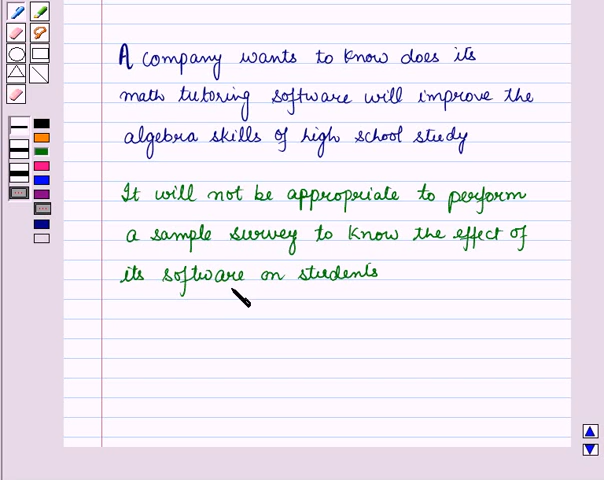 A company wants to know does its
math tutoring software will improve the
algebra skills of high school study
It will not be appropriate to perform
a sample survey to know the effect of
its software on students